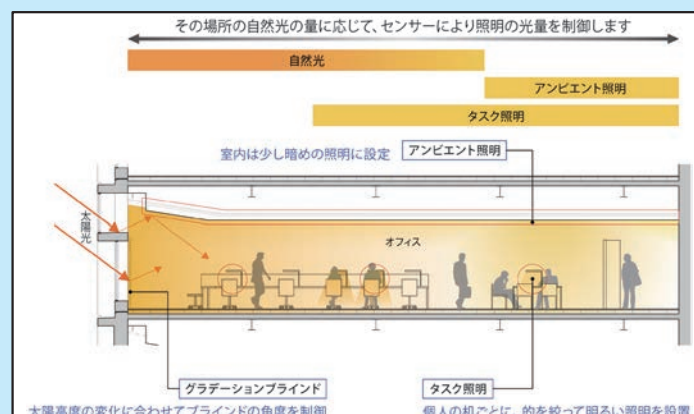 その場所の自然光の量に応じて、センサーにより照明の光量を制御します
自然光
アンビエント照明
タスク照明
室内は少し暗めの照明に設定
アンビエント照明
太陽光
オフィス
グラデーションブラインド
タスク照明
太陽高度の変化に合わせてブラインドの角度を制御
個人の机ごとに、的を絞って明るい照明を設置